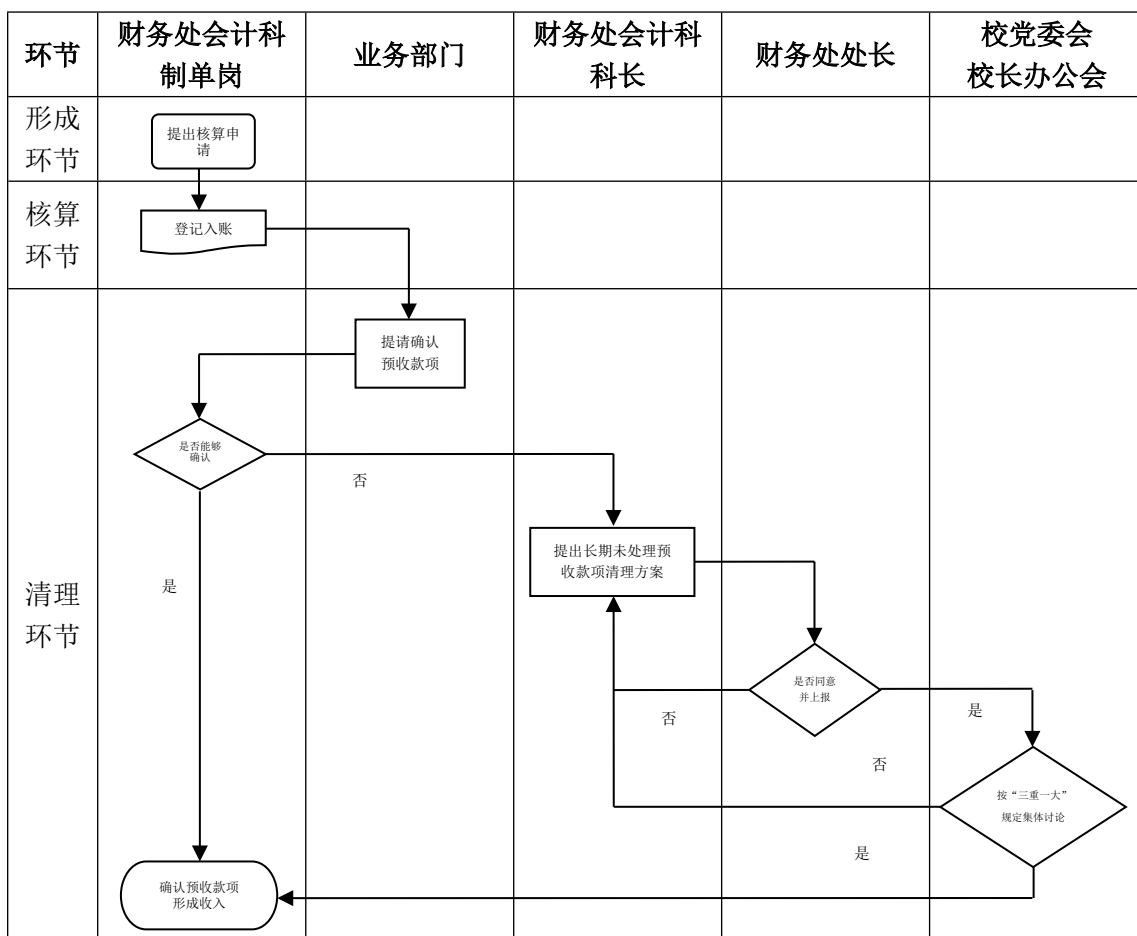 环节
财务处会计科
制单岗
业务部门
财务处会计科
科长
财务处处长
校党委会
校长办公会
形成
环节
提出核算申
请
核算
环节
登记入账
清理
环节
提请确认
预收款项
是否能够
确认
否
提出长期未处理预
收款项清理方案
是
是否同意
并上报
否
是
否
按“三重一大”
规定集体讨论
是
确认预收款项
形成收入